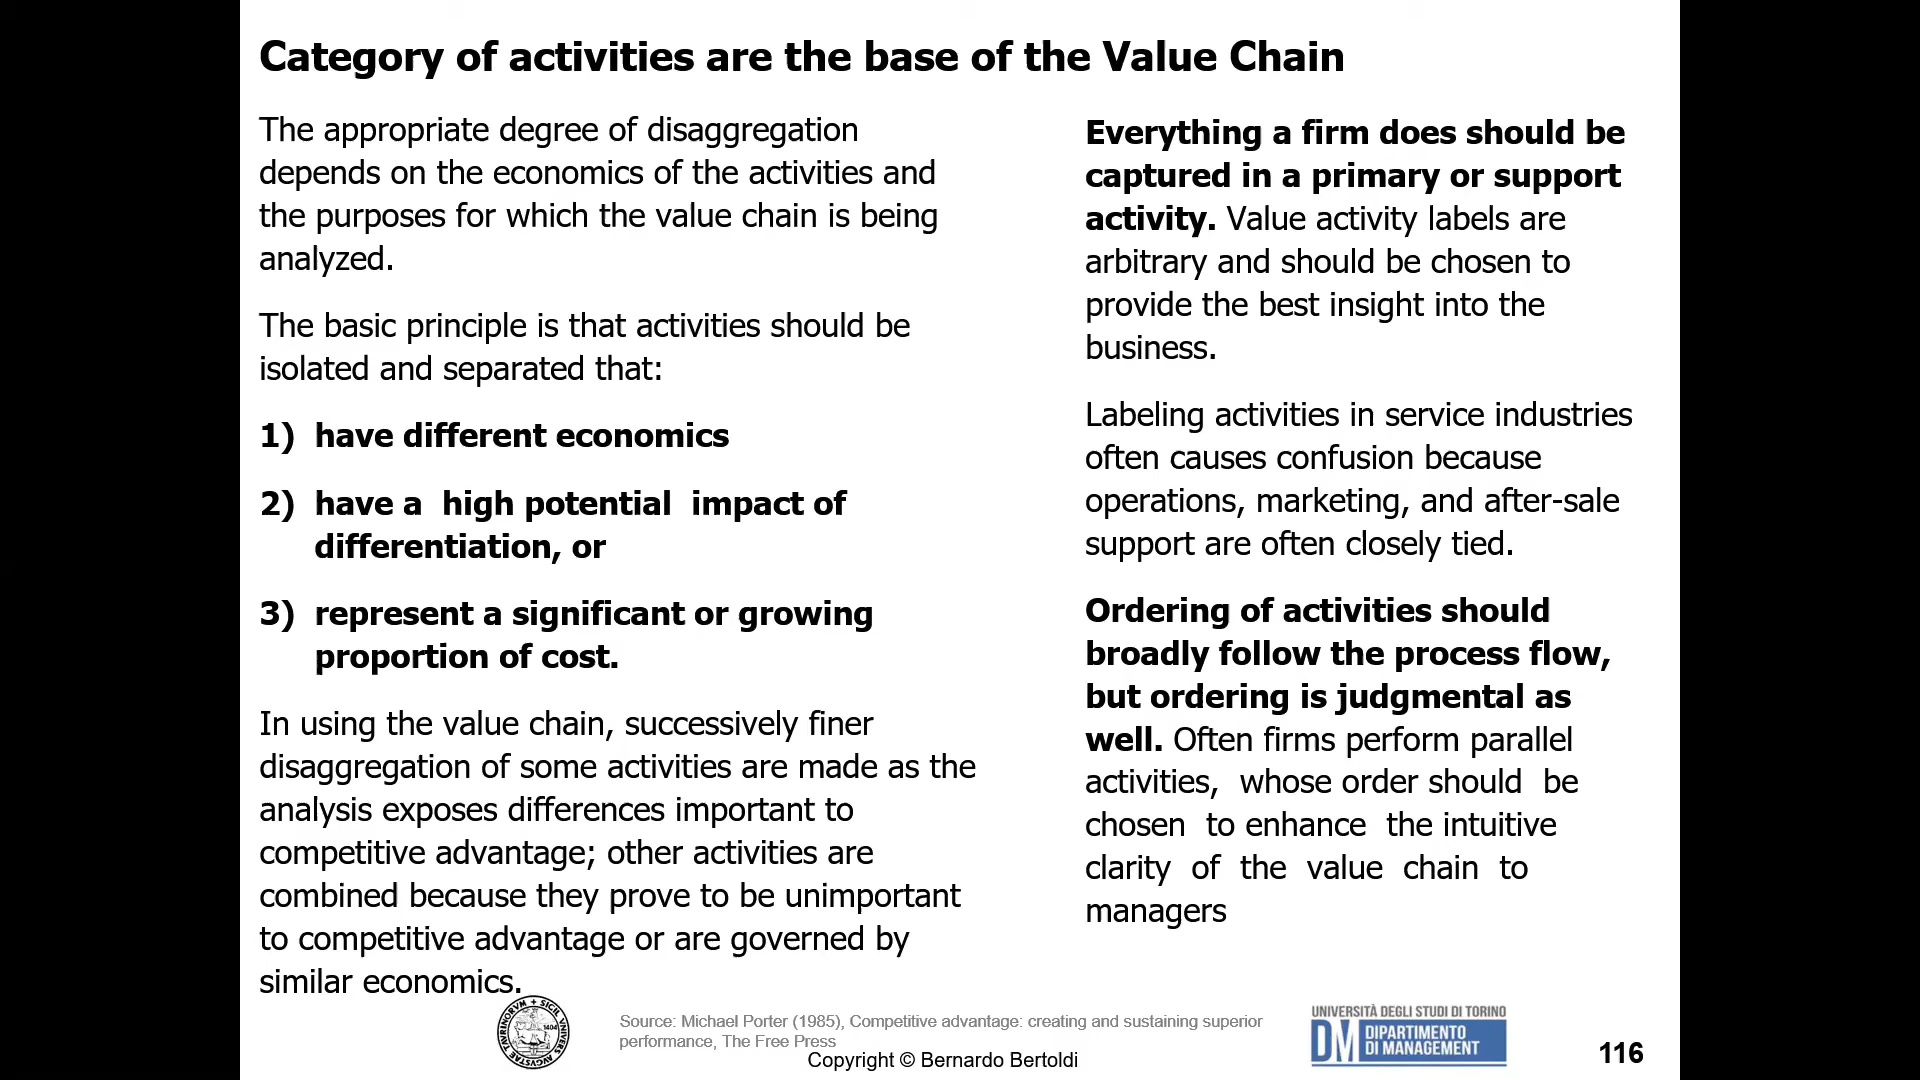 Category of activities are the base of the Value Chain
The appropriate degree of disaggregation
depends on the economics of the activities and
the purposes for which the value chain is being
analyzed.
The basic principle is that activities should be
isolated and separated that:
1) have different economics
2) have a high potential impact of
differentiation, or
3) represent a significant or growing
proportion of cost.
In using the value chain, successively finer
disaggregation of some activities are made as the
analysis exposes differences important to
competitive advantage; other activities are
combined because they prove to be unimportant
to competitive advantage or are governed by
similar economics.
Everything a firm does should be
captured in a primary or support
activity. Value activity labels are
arbitrary and should be chosen to
provide the best insight into the
business.
Labeling activities in service industries
often causes confusion because
operations, marketing, and after-sale
support are often closely tied.
Ordering of activities should
broadly follow the process flow,
but ordering is judgmental as
well. Often firms perform parallel
activities, whose order should be
chosen to enhance the intuitive
clarity of the value chain to
managers
1404
Source: Michael Porter (1985), Competitive advantage: creating and sustaining superior
performance, The Free Press
Copyright © Bernardo Bertoldi
UNIVERSITÀ DEGLI STUDI DI TORINO
DM DIPARTIMENTO
DI MANAGEMENT
116